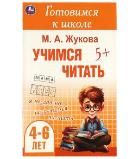 Готовимся
к школе
М. А. Жукова
УЧИМСЯ 5+
ЧИТАТЬ
4-6
ЛЕТ